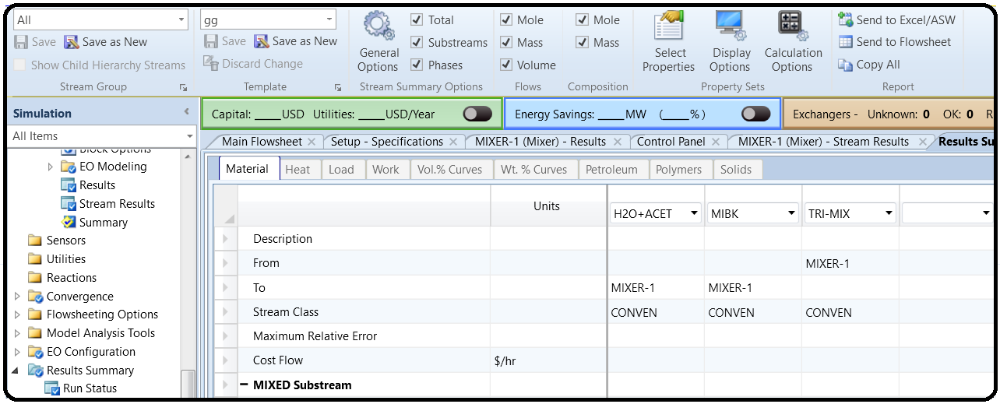 All
Save Save as New
Show Child Hierarchy Streams
Stream Group
gg
Save Save as New
Discard Change
Template
General Options
Total
Substreams
Phases
Stream Summary Options
Mole
Mass
Volume
Flows
Mole
Mass
Composition
Select Properties
Display Options
Calculation Options
Property Sets
Send to Excel/ASW
Send to Flowsheet
Copy All
Report
Simulation
All Items
Block Options
EO Modeling
Results
Stream Results
Summary
Sensors
Utilities
Reactions
Convergence
Flowsheeting Options
Model Analysis Tools
EO Configuration
Results Summary
Run Status
Capital: _____USD Utilities: _____USD/Year
Energy Savings: _____MW (_____%)
Exchangers - Unknown: 0 OK: 0 R
Main Flowsheet Setup - Specifications MIXER-1 (Mixer) - Results Control Panel MIXER-1 (Mixer) - Stream Results Results Su
Material Heat Load Work Vol.% Curves Wt. % Curves Petroleum Polymers Solids
Units H2O+ACET MIBK TRI-MIX
Description
From MIXER-1
To MIXER-1 MIXER-1
Stream Class CONVEN CONVEN CONVEN
Maximum Relative Error
Cost Flow $/hr
MIXED Substream